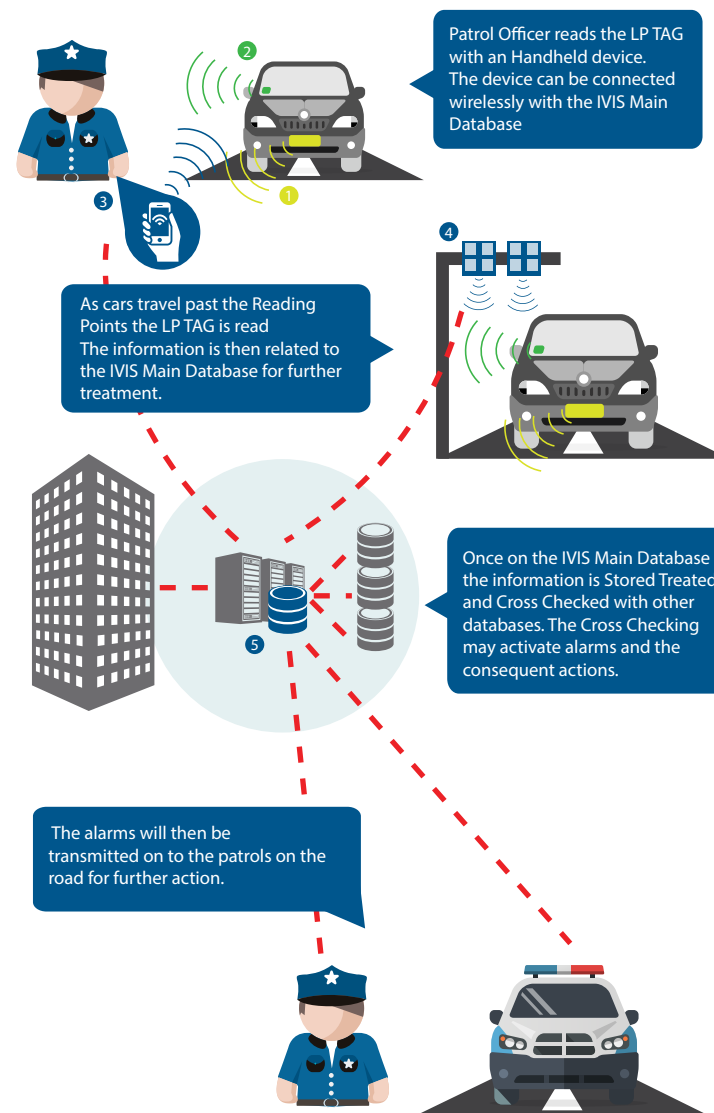 Patrol Officer reads the LP TAG
with an Handheld device.
The device can be connected
wirelessly with the IVIS Main
Database
2
1
3
4
As cars travel past the Reading
Points the LP TAG is read
The information is then related to
the IVIS Main Database for further
treatment.
Once on the IVIS Main Database
the information is Stored Treated
and Cross Checked with other
databases. The Cross Checking
may activate alarms and the
consequent actions.
5
The alarms will then be
transmitted on to the patrols on the
road for further action.